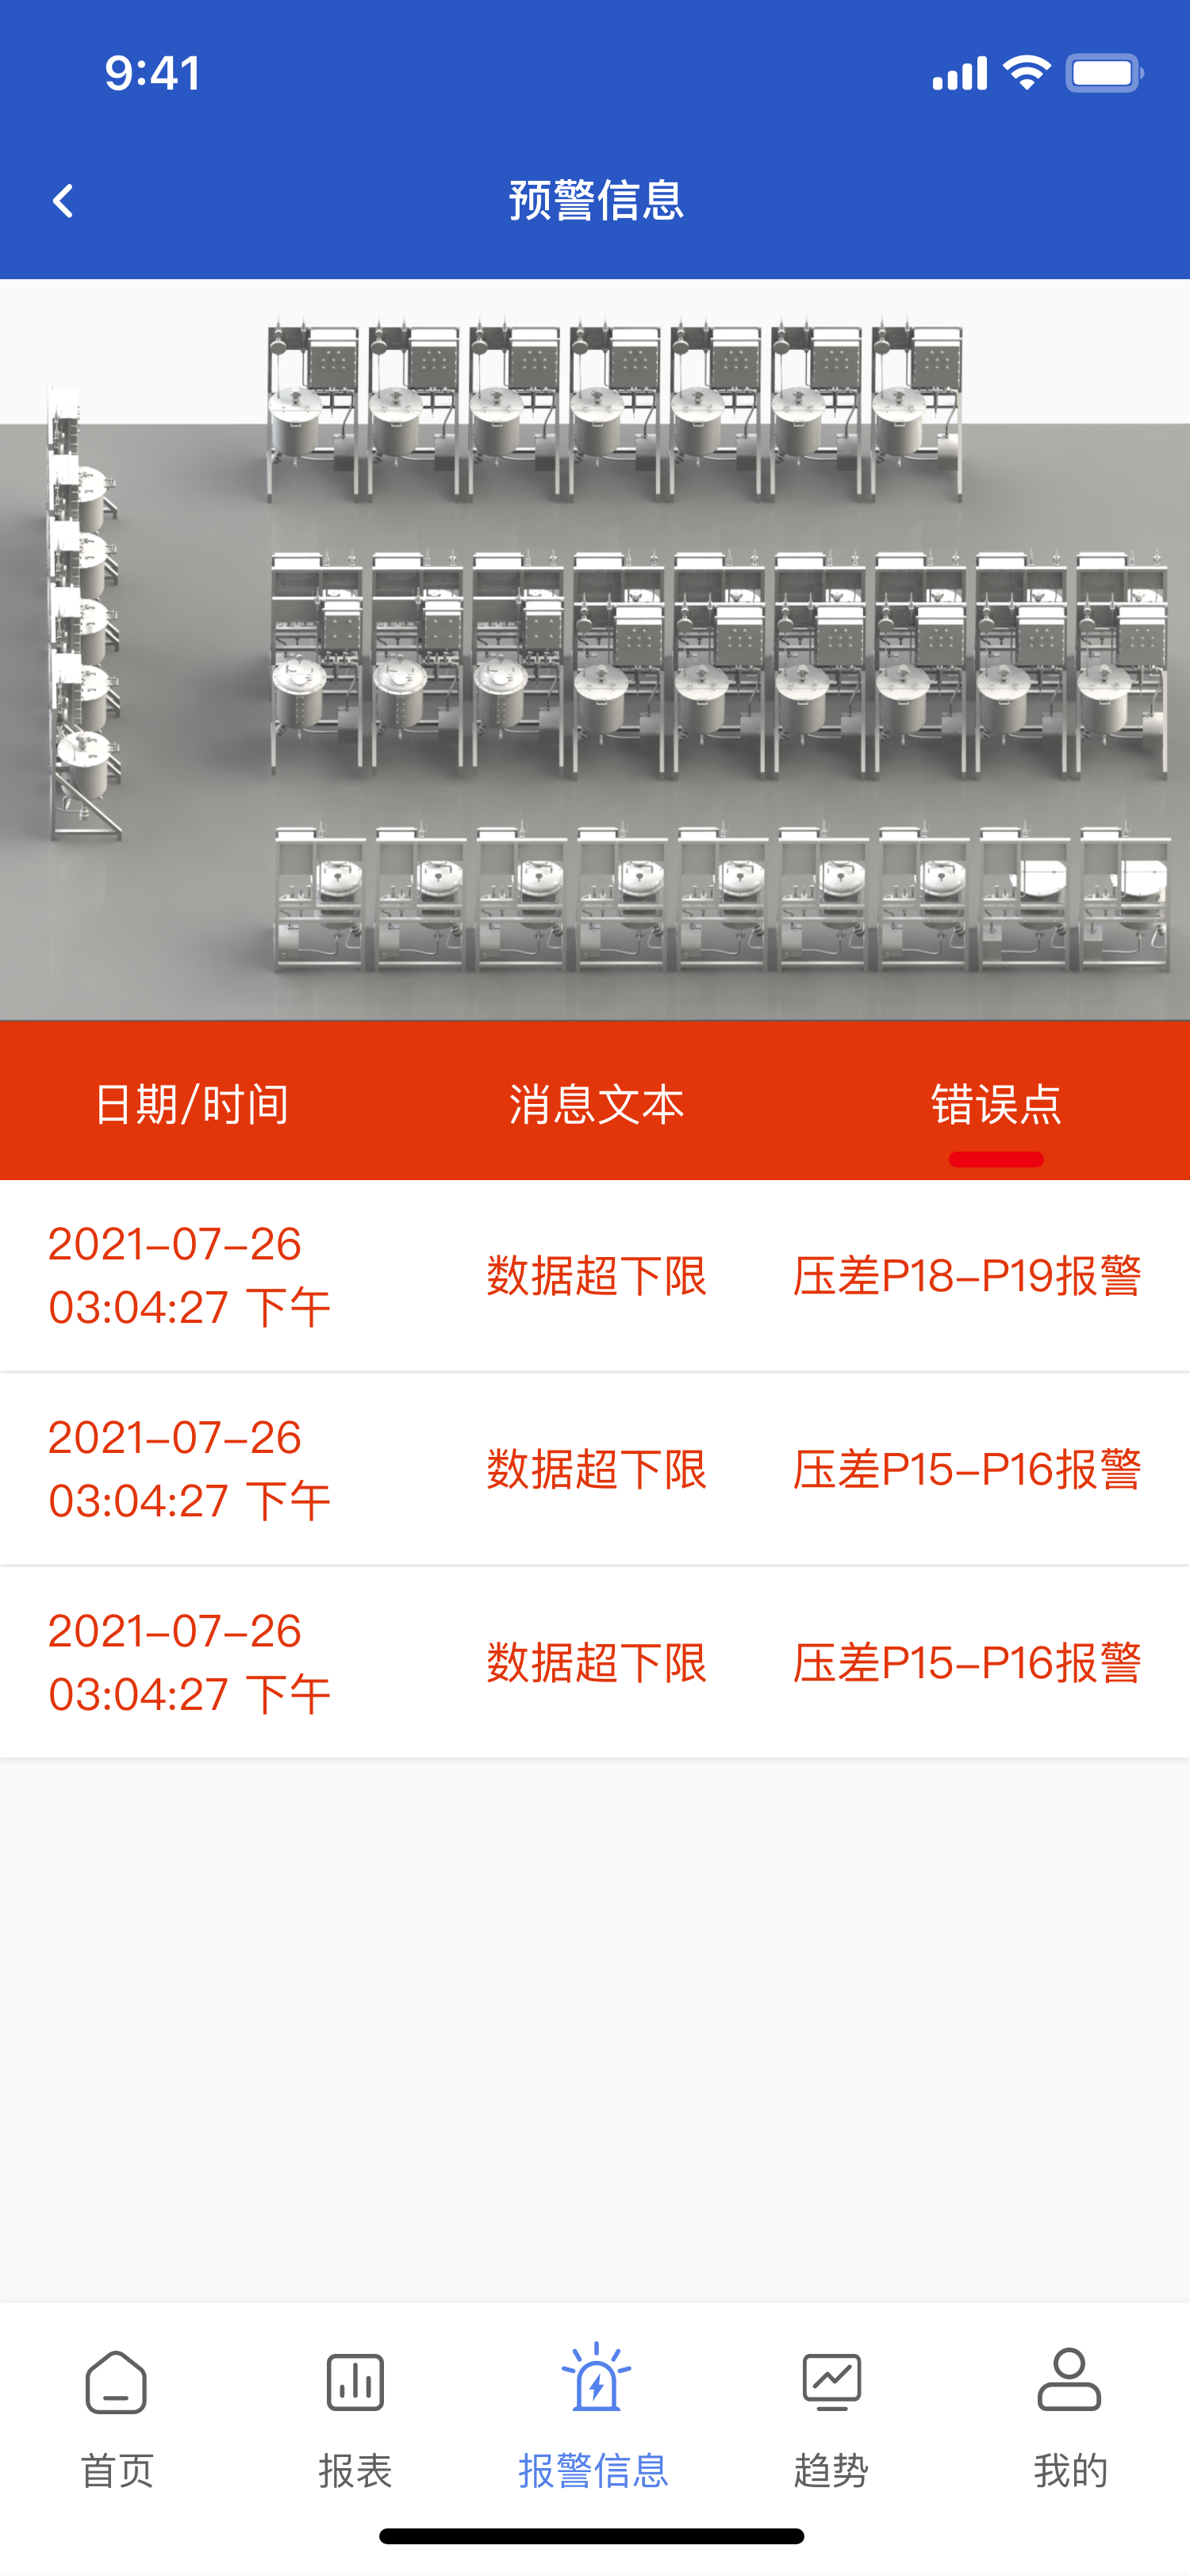 9:41
预警信息
日期/时间 消息文本 错误点
2021-07-26
03:04:27 下午
数据超下限
压差P18-P19报警
2021-07-26
03:04:27 下午
数据超下限
压差P15-P16报警
2021-07-26
03:04:27 下午
数据超下限
压差P15-P16报警
首页 报表 报警信息 趋势 我的